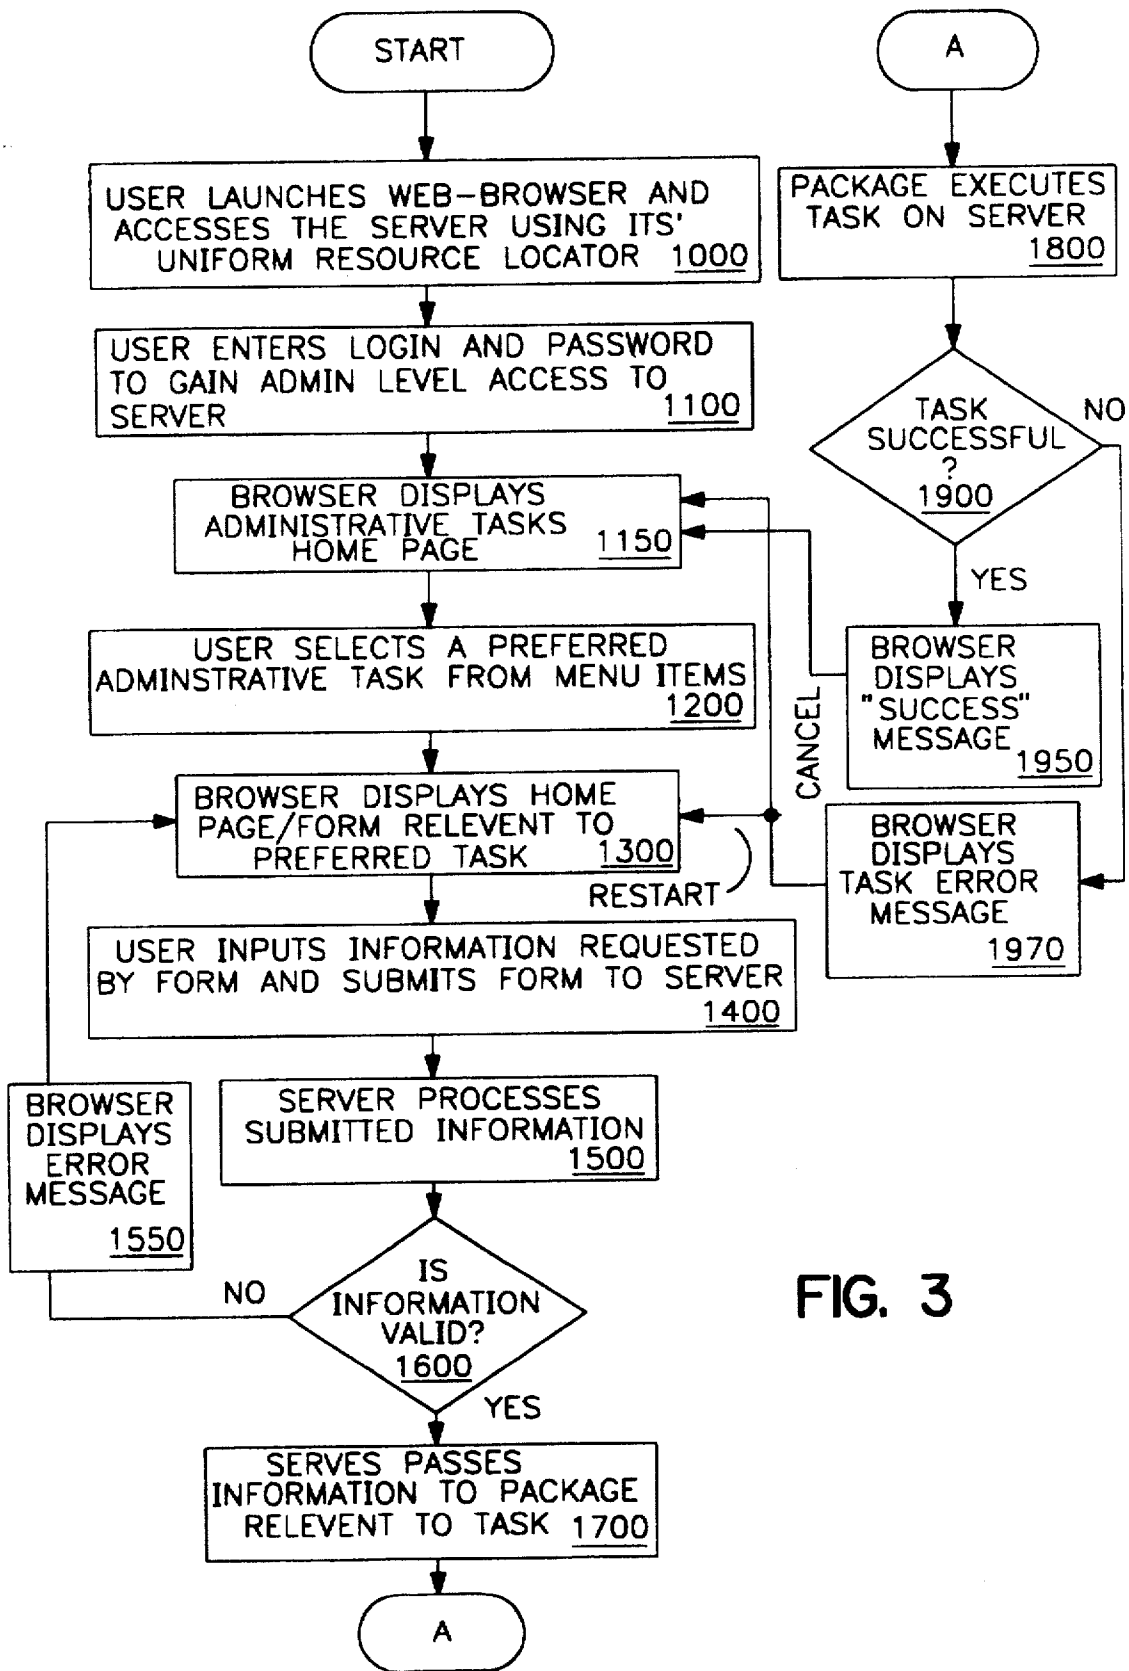 START
USER LAUNCHES WEB-BROWSER AND
ACCESSES THE SERVER USING ITS'
UNIFORM RESOURCE LOCATOR 1000
USER ENTERS LOGIN AND PASSWORD
TO GAIN ADMIN LEVEL ACCESS TO
SERVER 1100
BROWSER DISPLAYS
ADMINISTRATIVE TASKS
HOME PAGE 1150
USER SELECTS A PREFERRED
ADMINSTRATIVE TASK FROM MENU ITEMS
1200
BROWSER DISPLAYS HOME
PAGE/FORM RELEVENT TO
PREFERRED TASK 1300
USER INPUTS INFORMATION REQUESTED
BY FORM AND SUBMITS FORM TO SERVER
1400
SERVER PROCESSES
SUBMITTED INFORMATION
1500
BROWSER
DISPLAYS
ERROR
MESSAGE
1550
IS
INFORMATION
VALID?
1600
NO
YES
SERVES PASSES
INFORMATION TO PACKAGE
RELEVENT TO TASK 1700
A
A
PACKAGE EXECUTES
TASK ON SERVER
1800
TASK
SUCCESSFUL
?
1900
NO
YES
BROWSER
DISPLAYS
"SUCCESS"
MESSAGE
1950
CANCEL
BROWSER
DISPLAYS
TASK ERROR
MESSAGE
1970
RESTART
FIG. 3